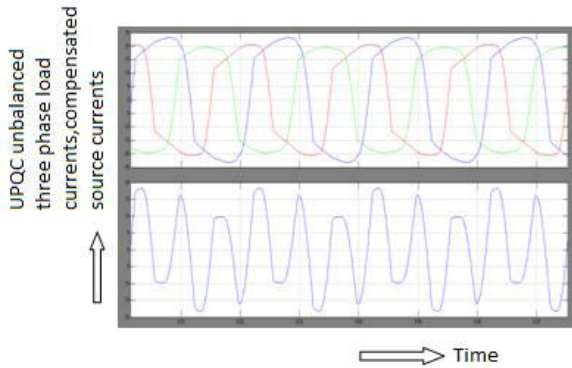 UPQC unbalanced
three phase load
currents,compensated
source currents
Time